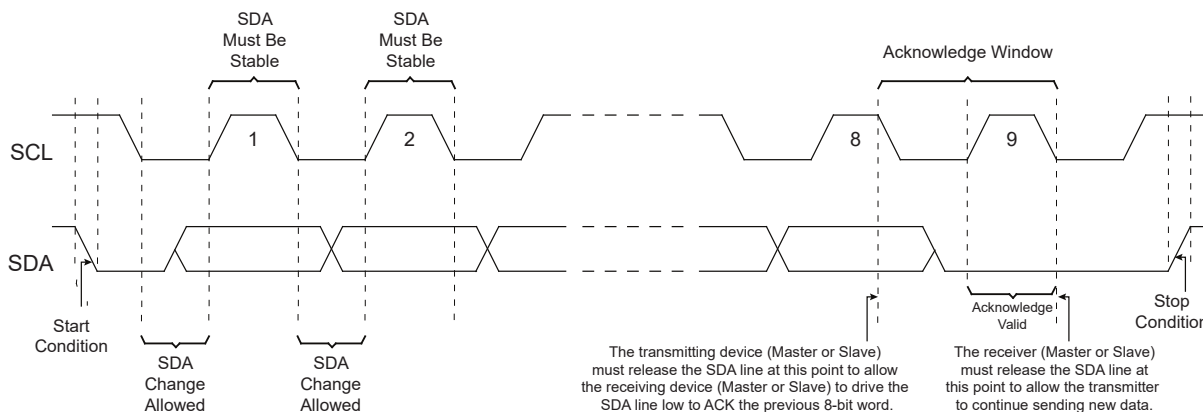 SDA
Must Be
Stable
SDA
Must Be
Stable
Acknowledge Window
SCL
1
2
8
9
SDA
Start
Condition
SDA
Change
Allowed
SDA
Change
Allowed
Acknowledge
Valid
Stop
Condition
The transmitting device (Master or Slave)
must release the SDA line at this point to allow
the receiving device (Master or Slave) to drive the
SDA line low to ACK the previous 8-bit word.
The receiver (Master or Slave)
must release the SDA line at
this point to allow the transmitter
to continue sending new data.